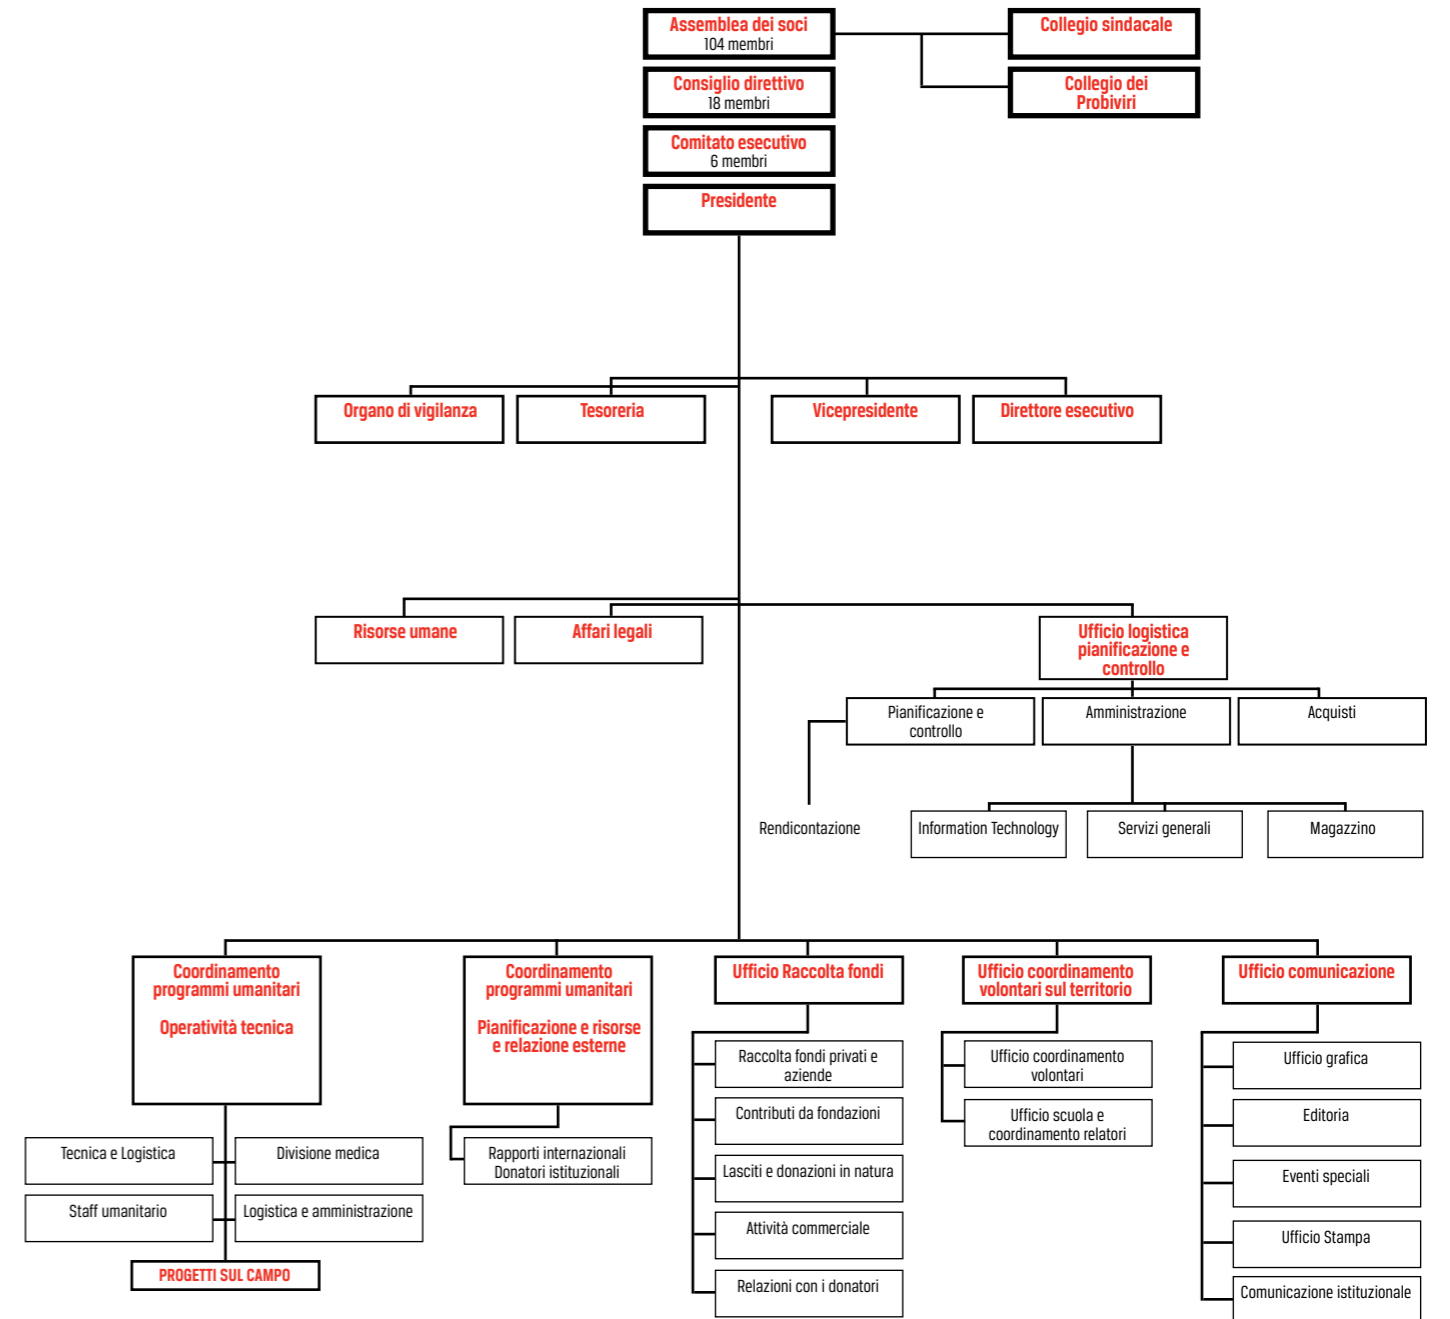 Assemblea dei soci
104 membri
Collegio sindacale
Consiglio direttivo
18 membri
Collegio dei
Probiviri
Comitato esecutivo
6 membri
Presidente
Organo di vigilanza
Tesoreria
Vicepresidente
Direttore esecutivo
Risorse umane
Affari legali
Ufficio logistica
pianificazione e
controllo
Pianificazione e
controllo
Amministrazione
Acquisti
Rendicontazione
Information Technology
Servizi generali
Magazzino
Coordinamento
programmi umanitari
Operatività tecnica
Coordinamento
programmi umanitari
Pianificazione e risorse
e relazione esterne
Ufficio Raccolta fondi
Ufficio coordinamento
volontari sul territorio
Ufficio comunicazione
Tecnica e Logistica
Divisione medica
Staff umanitario
Logistica e amministrazione
PROGETTI SUL CAMPO
Rapporti internazionali
Donatori istituzionali
Raccolta fondi privati e
aziende
Contributi da fondazioni
Lasciti e donazioni in natura
Attività commerciale
Relazioni con i donatori
Ufficio coordinamento
volontari
Ufficio scuola e
coordinamento relatori
Ufficio grafica
Editoria
Eventi speciali
Ufficio Stampa
Comunicazione istituzionale